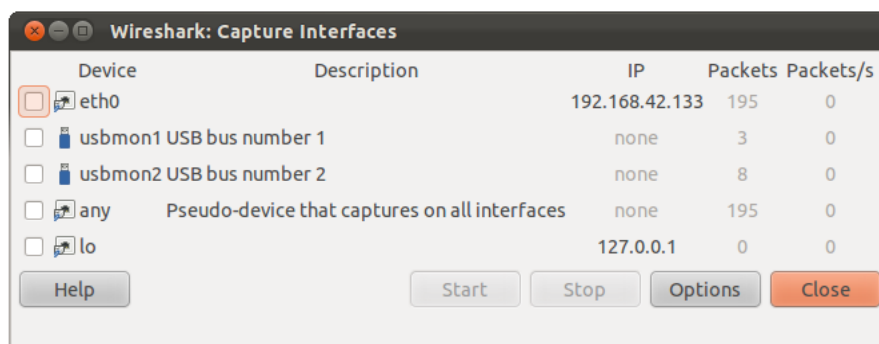 Wireshark: Capture Interfaces
Device Description IP Packets Packets/s
eth0 192.168.42.133 195 0
usbmon1 USB bus number 1 none 3 0
usbmon2 USB bus number 2 none 8 0
any Pseudo-device that captures on all interfaces none 195 0
lo 127.0.0.1 0 0
Help Start Stop Options Close